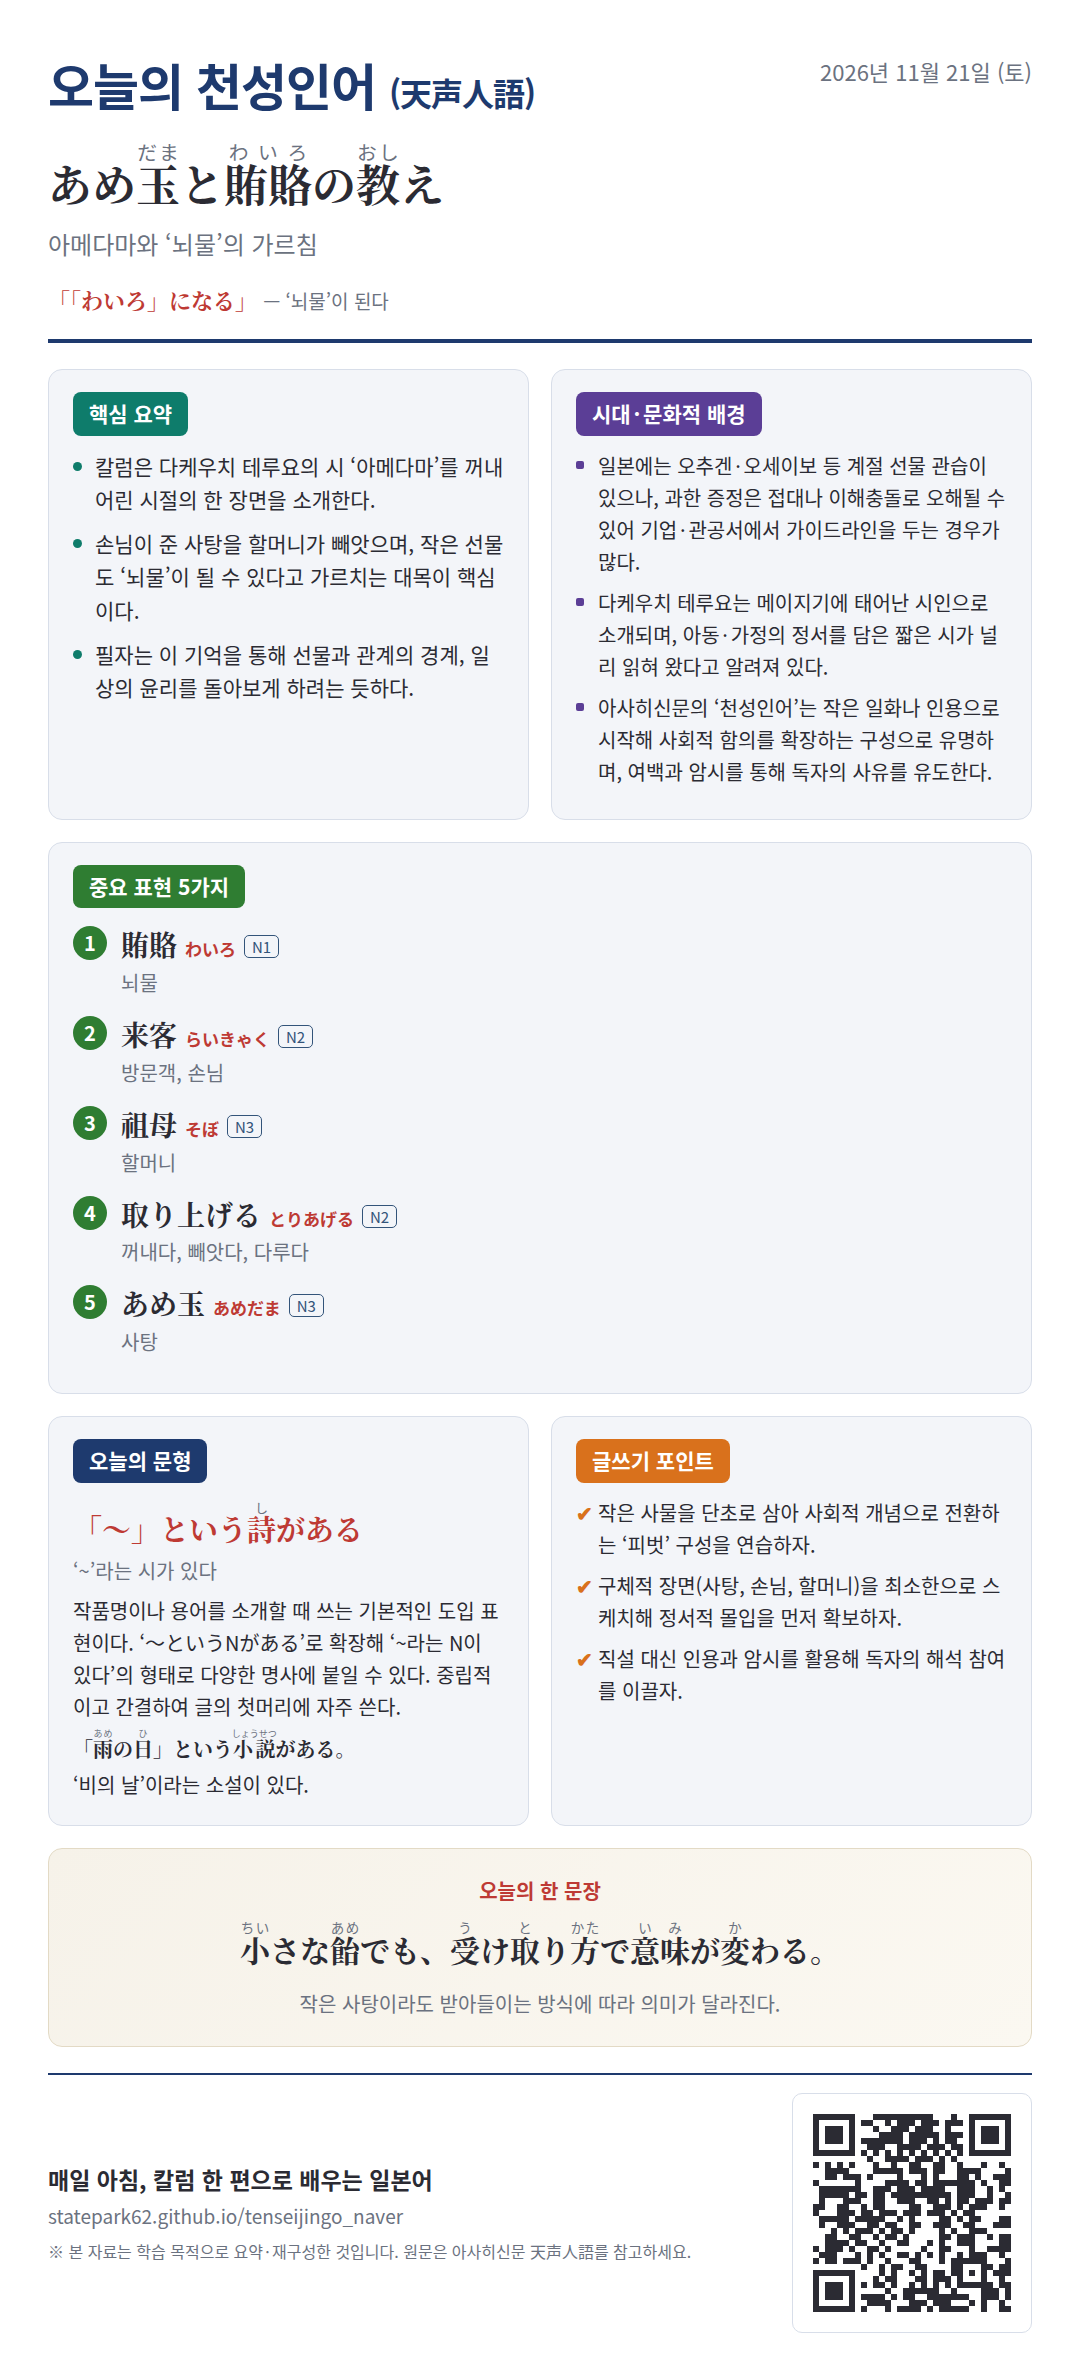 오늘의 천성인어 (天声人語)
2026년 11월 21일 (토)
だま わいろ おし
あめ玉と賄賂の教え
아메다마와 ‘뇌물’의 가르침
「「わいろ」になる」 — ‘뇌물’이 된다
핵심 요약
칼럼은 다케우치 테루요의 시 ‘아메다마’를 꺼내
어린 시절의 한 장면을 소개한다.
손님이 준 사탕을 할머니가 빼앗으며, 작은 선물
도 ‘뇌물’이 될 수 있다고 가르치는 대목이 핵심
이다.
필자는 이 기억을 통해 선물과 관계의 경계, 일
상의 윤리를 돌아보게 하려는 듯하다.
시대·문화적 배경
일본에는 오추겐·오세이보 등 계절 선물 관습이
있으나, 과한 증정은 접대나 이해충돌로 오해될 수
있어 기업·관공서에서 가이드라인을 두는 경우가
많다.
다케우치 테루요는 메이지기에 태어난 시인으로
소개되며, 아동·가정의 정서를 담은 짧은 시가 널
리 읽혀 왔다고 알려져 있다.
아사히신문의 ‘천성인어’는 작은 일화나 인용으로
시작해 사회적 함의를 확장하는 구성으로 유명하
며, 여백과 암시를 통해 독자의 사유를 유도한다.
중요 표현 5가지
1 賄賂 わいろ N1
뇌물
2 来客 らいきゃく N2
방문객, 손님
3 祖母 そぼ N3
할머니
4 取り上げる とりあげる N2
꺼내다, 빼앗다, 다루다
5 あめ玉 あめだま N3
사탕
오늘의 문형
し
「〜」という詩がある
‘~’라는 시가 있다
작품명이나 용어를 소개할 때 쓰는 기본적인 도입 표
현이다. ‘〜というNがある’로 확장해 ‘~라는 N이
있다’의 형태로 다양한 명사에 붙일 수 있다. 중립적
이고 간결하여 글의 첫머리에 자주 쓴다.
あめ ひ しょうせつ
「雨の日」という小説がある。
‘비의 날’이라는 소설이 있다.
글쓰기 포인트
✔ 작은 사물을 단초로 삼아 사회적 개념으로 전환하
는 ‘피벗’ 구성을 연습하자.
✔ 구체적 장면(사탕, 손님, 할머니)을 최소한으로 스
케치해 정서적 몰입을 먼저 확보하자.
✔ 직설 대신 인용과 암시를 활용해 독자의 해석 참여
를 이끌자.
오늘의 한 문장
ちい あめ う と かた いみ か
小さな飴でも、受け取り方で意味が変わる。
작은 사탕이라도 받아들이는 방식에 따라 의미가 달라진다.
매일 아침, 칼럼 한 편으로 배우는 일본어
statepark62.github.io/tenseijingo_naver
※ 본 자료는 학습 목적으로 요약·재구성한 것입니다. 원문은 아사히신문 天声人語를 참고하세요.